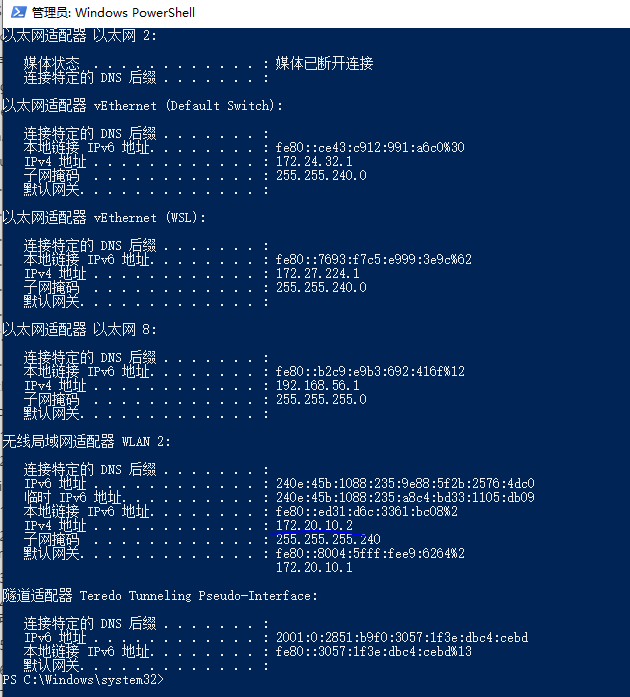 管理员: Windows PowerShell
以太网适配器 以太网 2:
媒体状态 . . . . . . . . . . . . : 媒体已断开连接
连接特定的 DNS 后缀 . . . . . . . :
以太网适配器 vEthernet (Default Switch):
连接特定的 DNS 后缀 . . . . . . . :
本地链接 IPv6 地址. . . . . . . . : fe80::ce43:c912:991:a6c0%30
IPv4 地址 . . . . . . . . . . . . : 172.24.32.1
子网掩码 . . . . . . . . . . . . : 255.255.240.0
默认网关. . . . . . . . . . . . . :
以太网适配器 vEthernet (WSL):
连接特定的 DNS 后缀 . . . . . . . :
本地链接 IPv6 地址. . . . . . . . : fe80::7693:f7c5:e999:3e9c%62
IPv4 地址 . . . . . . . . . . . . : 172.27.224.1
子网掩码 . . . . . . . . . . . . : 255.255.240.0
默认网关. . . . . . . . . . . . . :
以太网适配器 以太网 8:
连接特定的 DNS 后缀 . . . . . . . :
本地链接 IPv6 地址. . . . . . . . : fe80::b2c9:e9b3:692:416f%12
IPv4 地址 . . . . . . . . . . . . : 192.168.56.1
子网掩码 . . . . . . . . . . . . : 255.255.255.0
默认网关. . . . . . . . . . . . . :
无线局域网适配器 WLAN 2:
连接特定的 DNS 后缀 . . . . . . . :
IPv6 地址 . . . . . . . . . . . . : 240e:45b:1088:235:9e88:5f2b:2576:4dc0
临时 IPv6 地址. . . . . . . . . . : 240e:45b:1088:235:a8c4:bd33:1105:db09
本地链接 IPv6 地址. . . . . . . . : fe80::ed31:d6c:3361:bc08%2
IPv4 地址 . . . . . . . . . . . . : 172.20.10.2
子网掩码 . . . . . . . . . . . . : 255.255.255.240
默认网关. . . . . . . . . . . . . : fe80::8004:5fff:fee9:6264%2
172.20.10.1
隧道适配器 Teredo Tunneling Pseudo-Interface:
连接特定的 DNS 后缀 . . . . . . . :
IPv6 地址 . . . . . . . . . . . . : 2001:0:2851:b9f0:3057:1f3e:dbc4:cebd
本地链接 IPv6 地址. . . . . . . . : fe80::3057:1f3e:dbc4:cebd%13
默认网关. . . . . . . . . . . . . :
PS C:\Windows\system32>